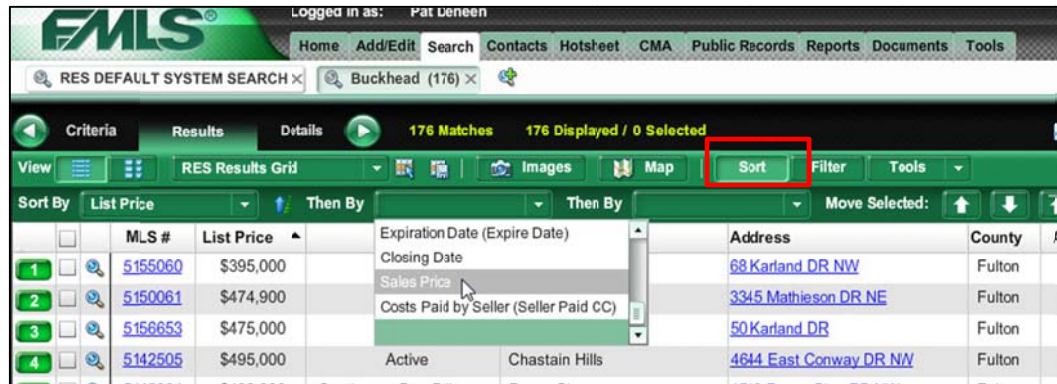 FMLS®
Logged in as: Pat Deneen
Home Add/Edit Search Contacts Hotsheet CMA Public Records Reports Documents Tools
RES DEFAULT SYSTEM SEARCH × Buckhead (176) ×
Criteria Results Details 176 Matches 176 Displayed / 0 Selected
View RES Results Grid Images Map Sort Filter Tools
Sort By List Price Then By Then By Move Selected:
MLS # List Price Address County
Expiration Date (Expire Date)
Closing Date
Sales Price
Costs Paid by Seller (Seller Paid CC)
1 5155060 $395,000 68 Karland DR NW Fulton
2 5150061 $474,900 3345 Mathieson DR NE Fulton
3 5156653 $475,000 50 Karland DR Fulton
4 5142505 $495,000 Active Chastain Hills 4644 East Conway DR NW Fulton